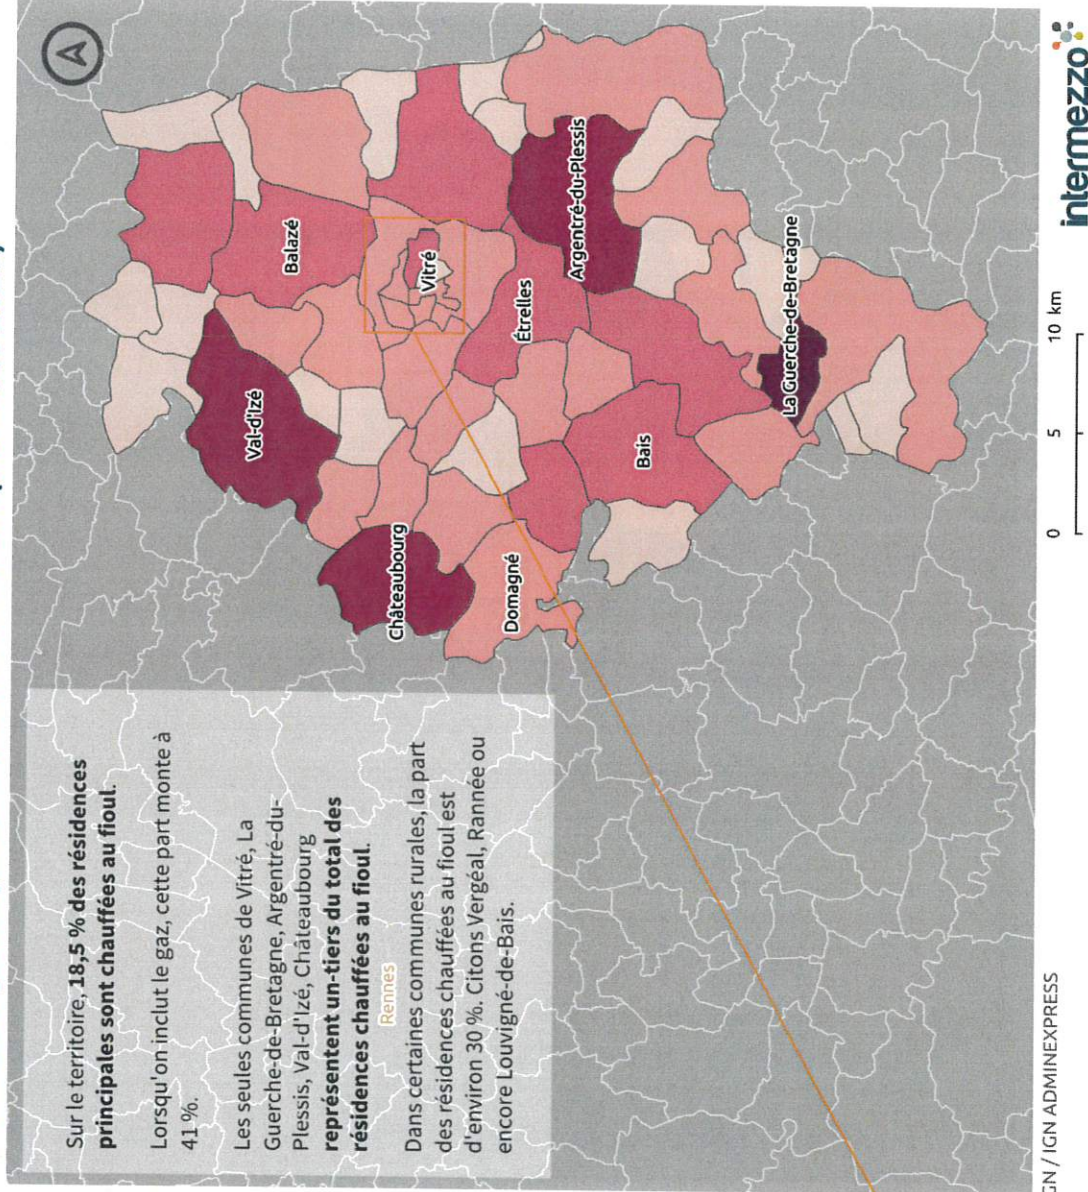 Sur le territoire, 18,5 % des résidences
principales sont chauffées au fioul.
Lorsqu'on inclut le gaz, cette part monte à
41 %.
Les seules communes de Vitré, La
Guerche-de-Bretagne, Argentré-du-
Plessis, Val-d'Izé, Châteaubourg
représentent un-tiers du total des
résidences chauffées au fioul.
Rennes
Dans certaines communes rurales, la part
des résidences chauffées au fioul est
d'environ 30 %. Citons Vergéal, Rannée ou
encore Louvigné-de-Bais.
Val-d'Izé
Balazé
Châteaubourg
Vitré
Domagné
Étrelles
Argentré-du-Plessis
Bais
La Guerche-de-Bretagne
0 5 10 km
GN / IGN ADMINEXPRESS
intermezzo